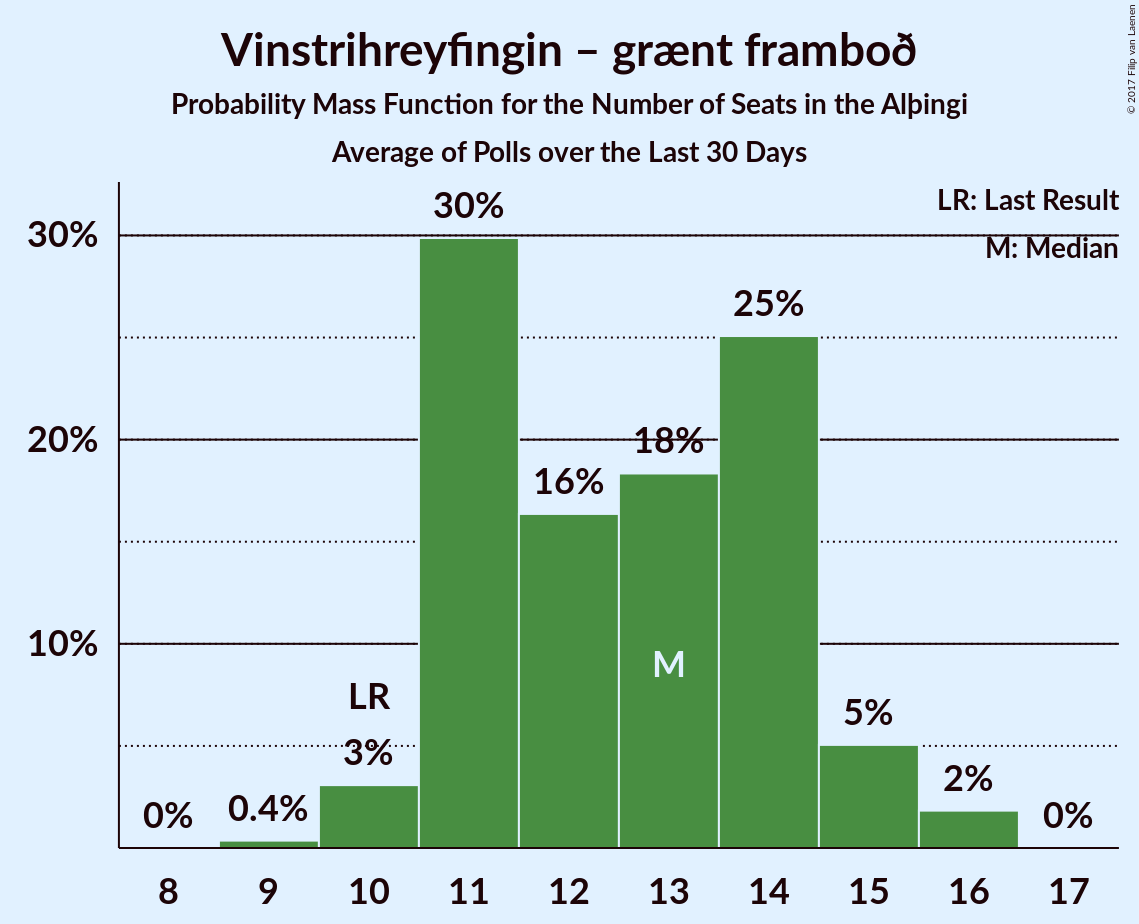 Vinstrihreyfingin – grænt framboð
Probability Mass Function for the Number of Seats in the Alþingi
Average of Polls over the Last 30 Days
© 2017 Filip van Laenen
LR: Last Result
M: Median
30%
20%
10%
0%
0.4%
LR
3%
30%
16%
18%
M
25%
5%
2%
0%
8 9 10 11 12 13 14 15 16 17